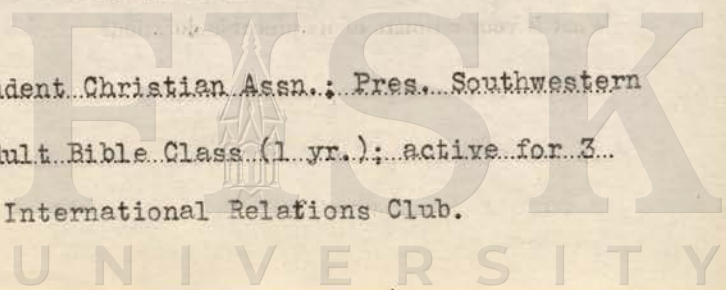 FISK
dent Christian Assn.; Pres. Southwestern
ult Bible Class (1 yr.); active for 3
International Relations Club.
UNIVERSITY